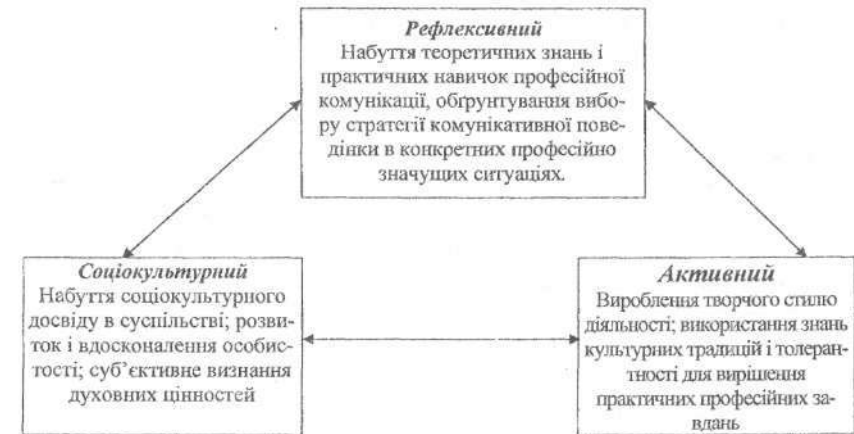 Рефлексивний
Набуття теоретичних знань і
практичних навичок професійної
комунікації, обґрунтування вибо-
ру стратегії комунікативної пове-
дінки в конкретних професійно
значущих ситуаціях.
Соціокультурний
Набуття соціокультурного
досвіду в суспільстві; розви-
ток і вдосконалення особис-
тості; суб’єктивне визнання
духовних цінностей
Активний
Вироблення творчого стилю
діяльності; використання знань
культурних традицій і толеран-
тності для вирішення
практичних професійних за-
вдань